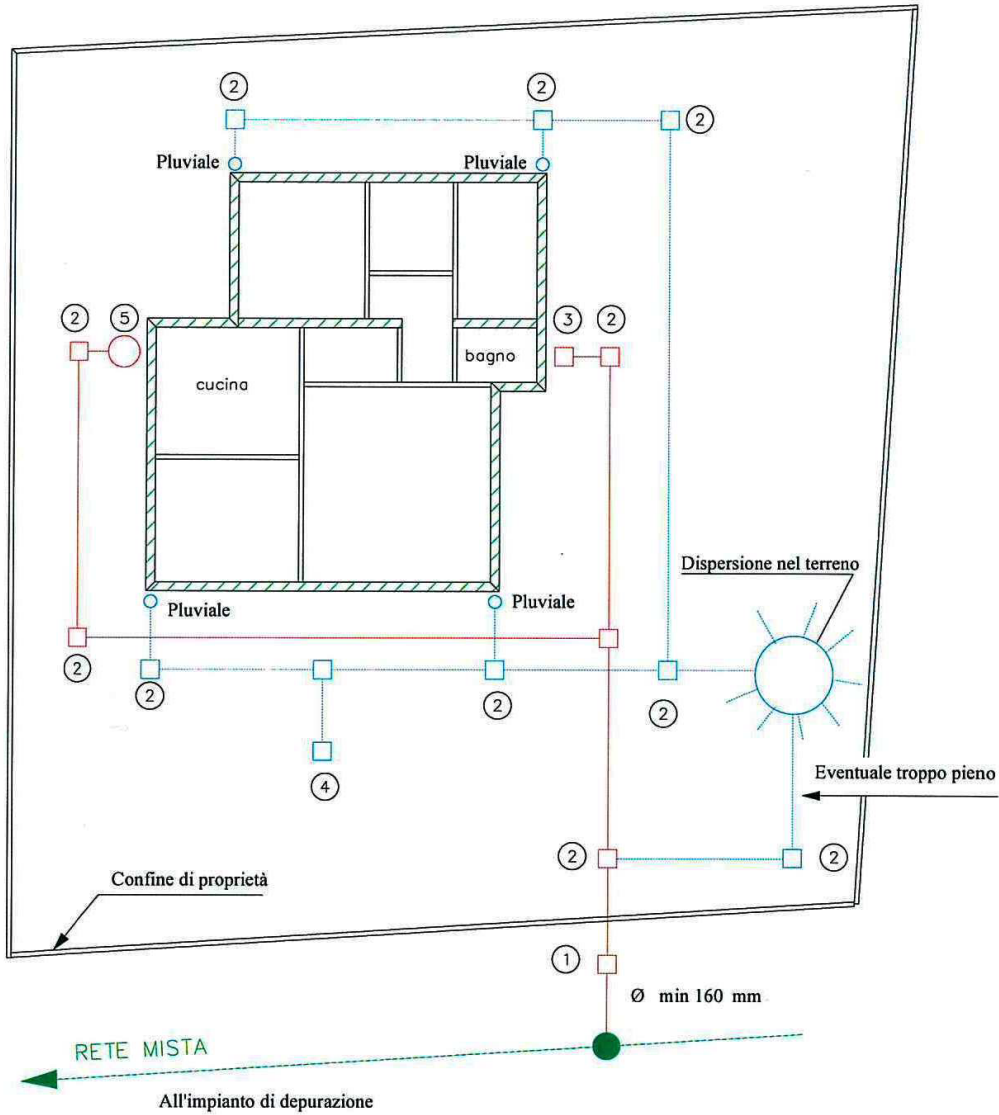 2
2
2
Pluviale
Pluviale
2
5
3
2
cucina
bagno
Dispersione nel terreno
Pluviale
Pluviale
2
2
2
2
4
Eventuale troppo pieno
2
2
Confine di proprietà
1
Ø min 160 mm
RETE MISTA
All'impianto di depurazione